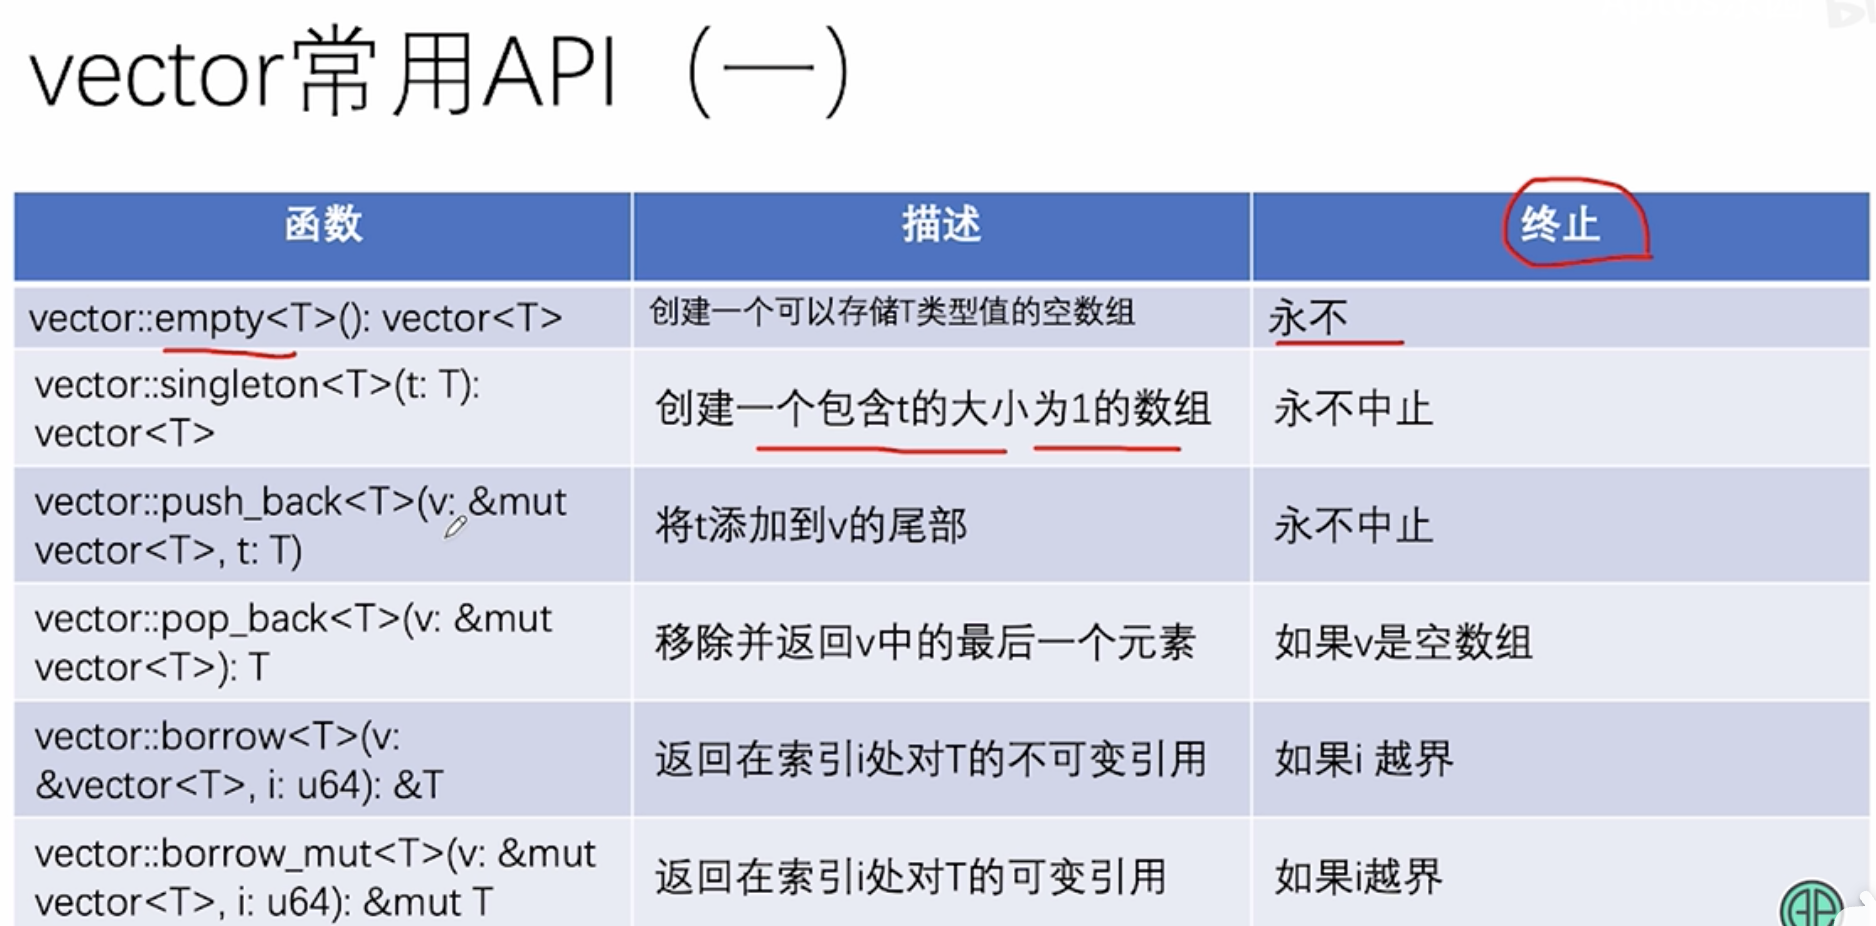 vector常用API（一）
函数
描述
终止
vector::empty<T>(): vector<T>
创建一个可以存储T类型值的空数组
永不
vector::singleton<T>(t: T):
vector<T>
创建一个包含t的大小为1的数组
永不中止
vector::push_back<T>(v: &mut
vector<T>, t: T)
将t添加到v的尾部
永不中止
vector::pop_back<T>(v: &mut
vector<T>): T
移除并返回v中的最后一个元素
如果v是空数组
vector::borrow<T>(v:
&vector<T>, i: u64): &T
返回在索引i处对T的不可变引用
如果i 越界
vector::borrow_mut<T>(v: &mut
vector<T>, i: u64): &mut T
返回在索引i处对T的可变引用
如果i越界